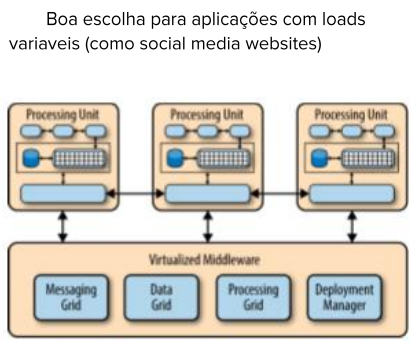 Boa escolha para aplicações com loads
variaveis (como social media websites)
Processing Unit
Processing Unit
Processing Unit
Virtualized Middleware
Messaging
Grid
Data
Grid
Processing
Grid
Deployment
Manager